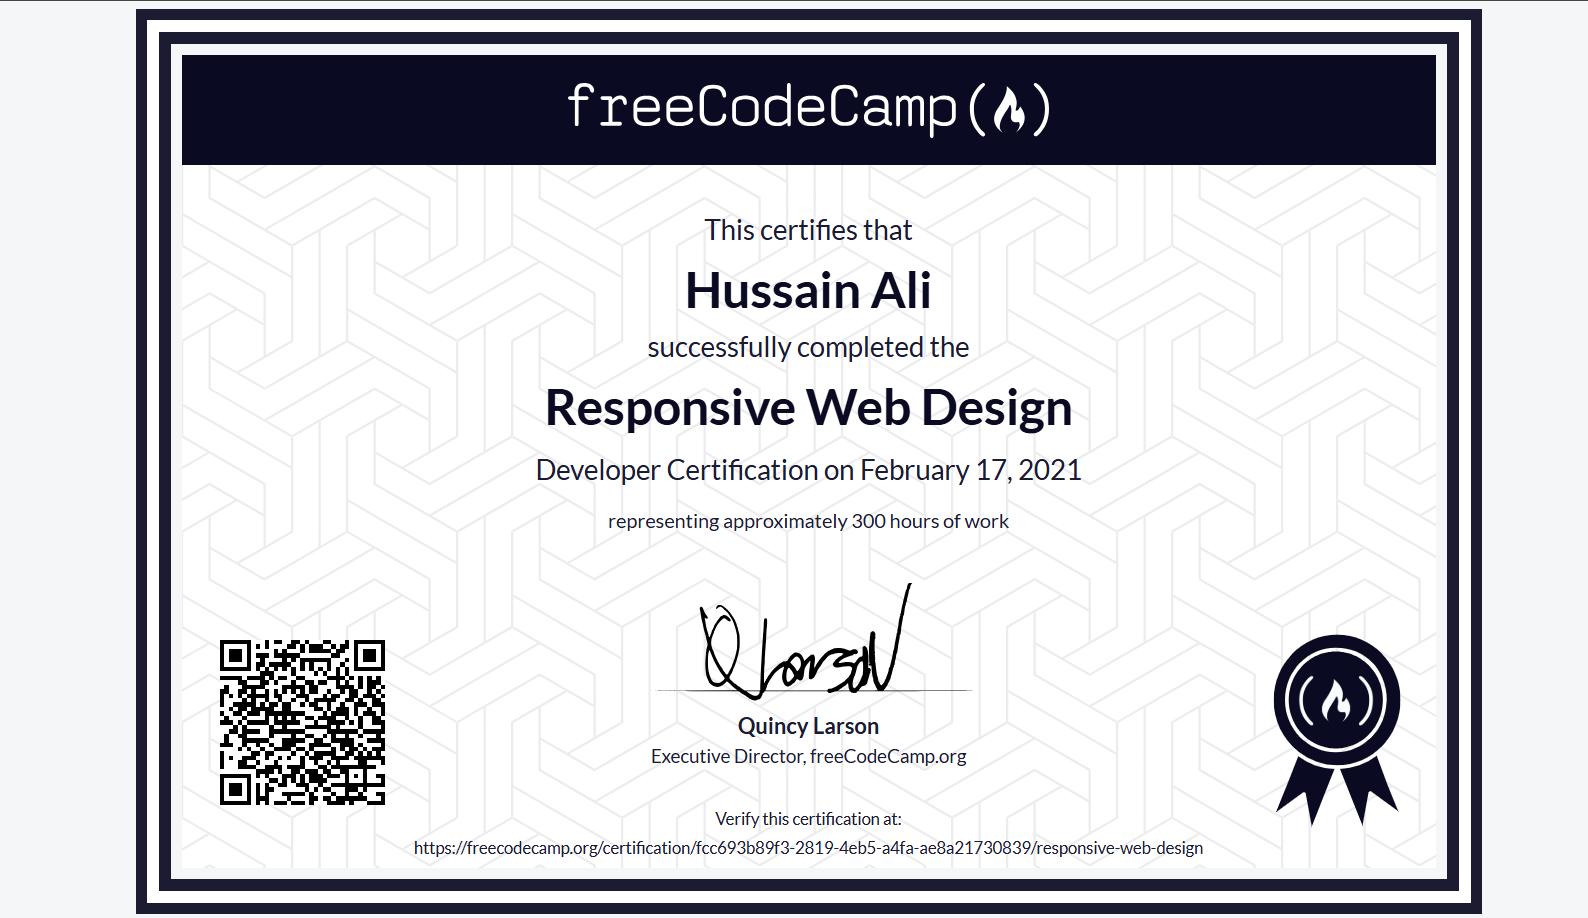 freeCodeCamp
This certifies that
Hussain Ali
successfully completed the
Responsive Web Design
Developer Certification on February 17, 2021
representing approximately 300 hours of work
Quincy Larson
Executive Director, freeCodeCamp.org
Verify this certification at:
https://freecodecamp.org/certification/fcc693b89f3-2819-4eb5-a4fa-ae8a21730839/responsive-web-design